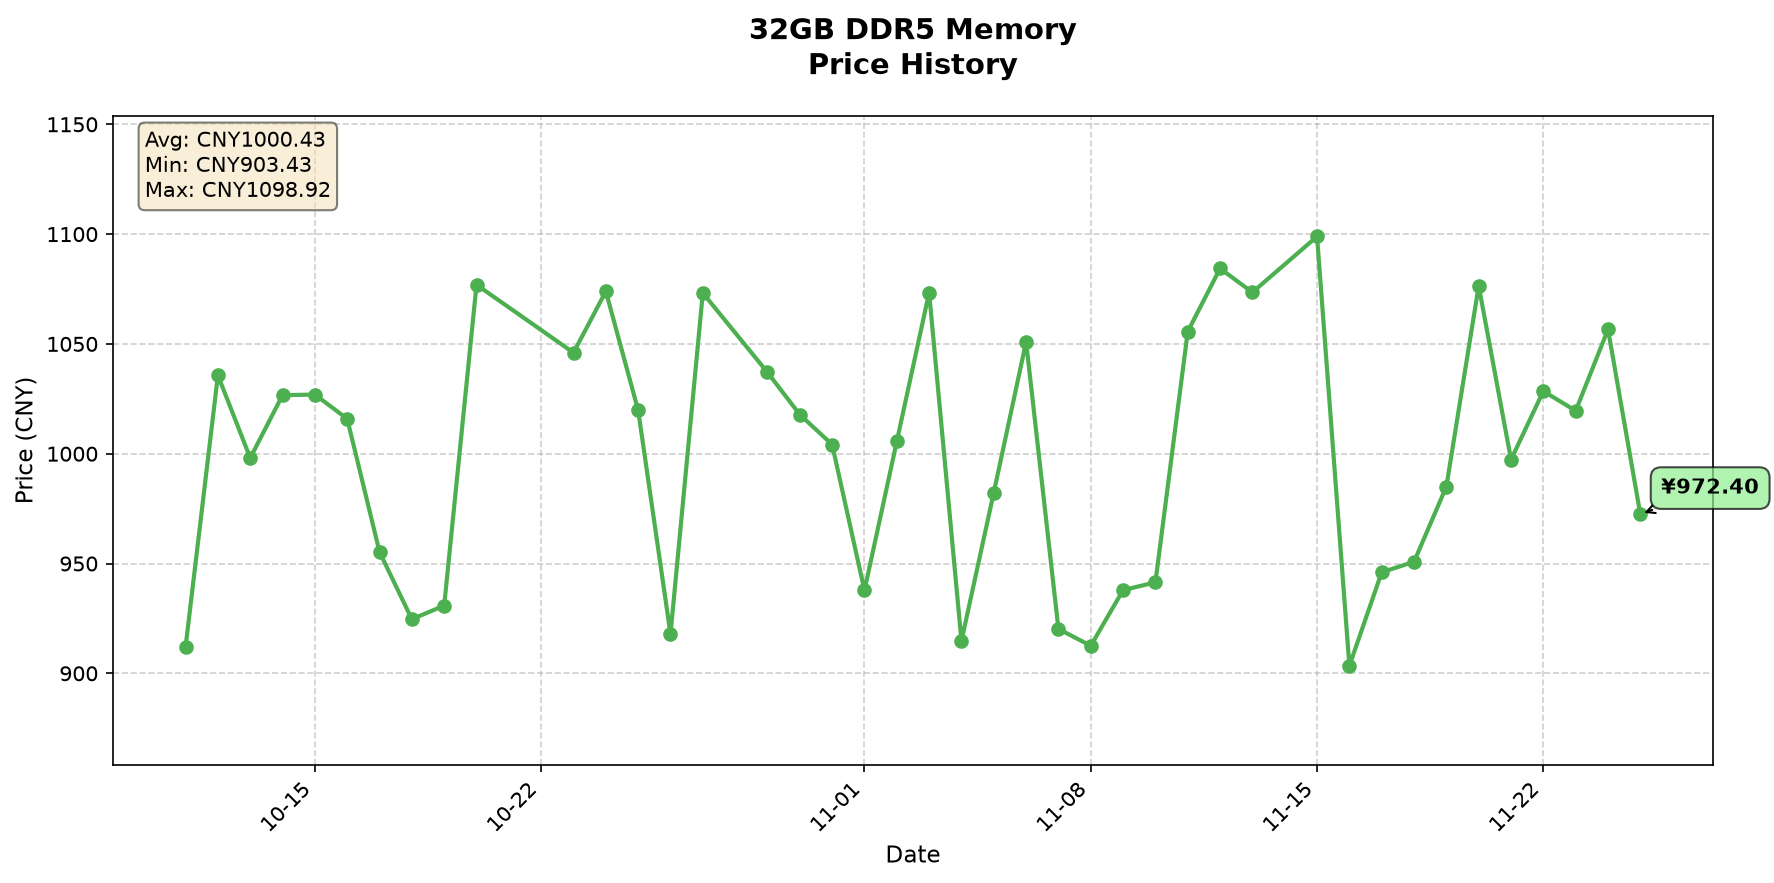 32GB DDR5 Memory
Price History
Avg: CNY1000.43
Min: CNY903.43
Max: CNY1098.92
1150
1100
1050
1000
950
900
Price (CNY)
¥972.40
10-15
10-22
11-01
11-08
11-15
11-22
Date